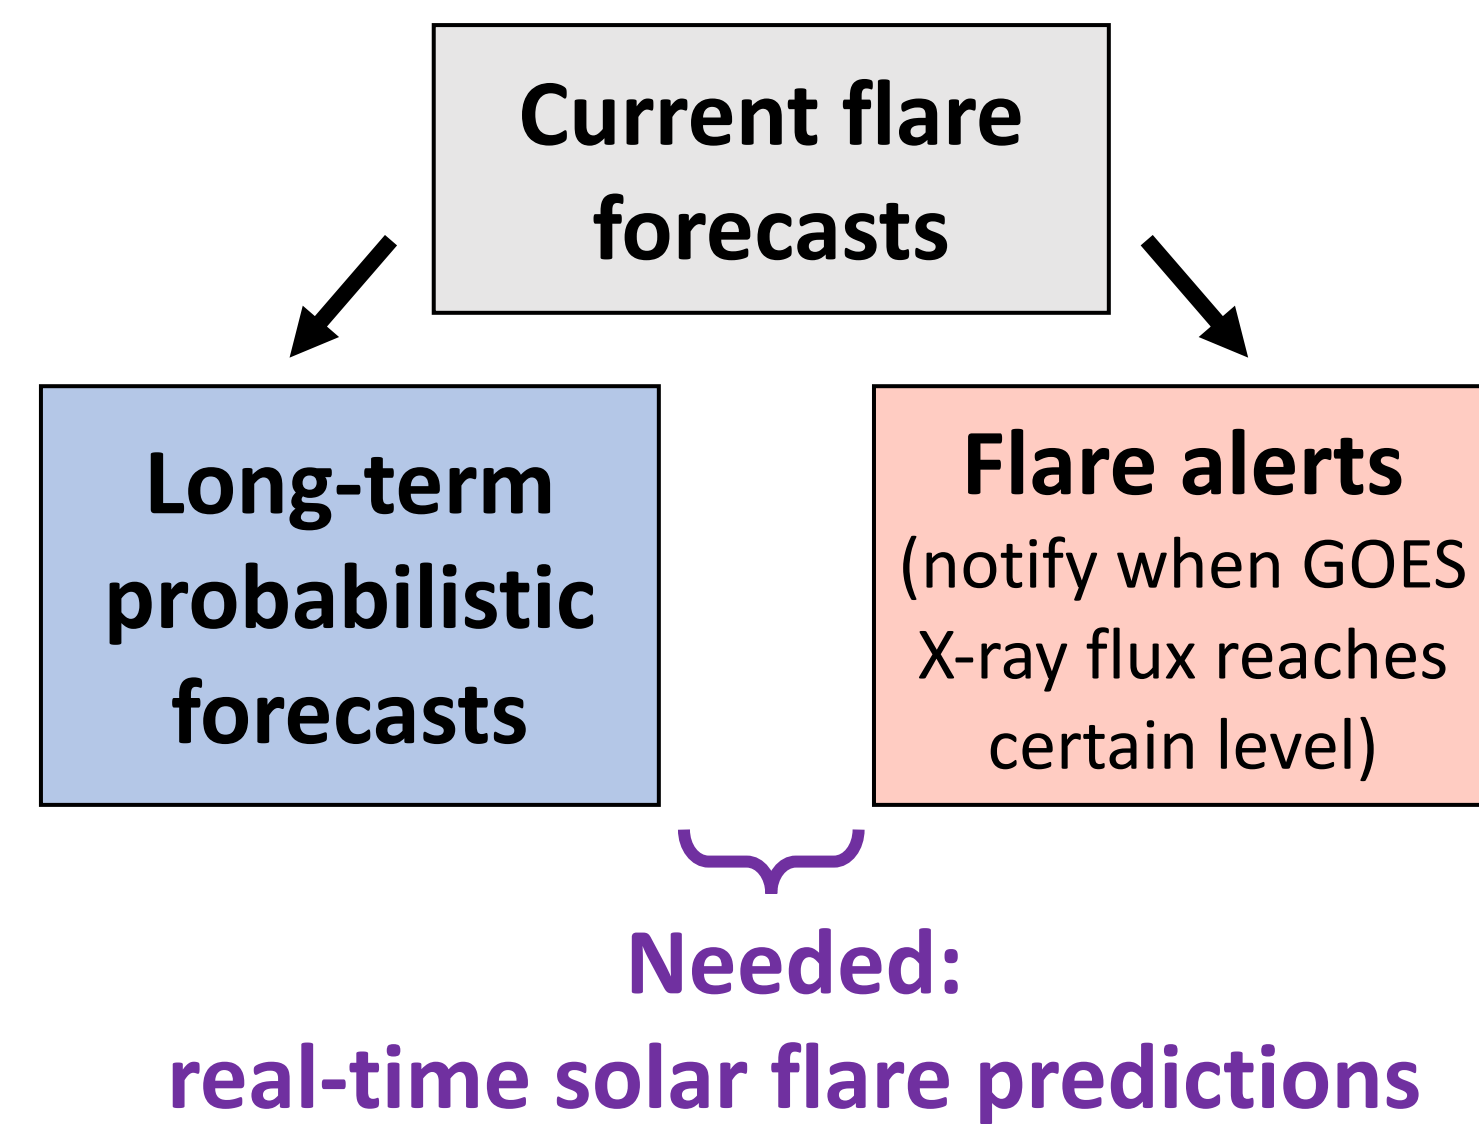 Current flare
forecasts
Long-term
probabilistic
forecasts
Flare alerts
(notify when GOES
X-ray flux reaches
certain level)
Needed:
real-time solar flare predictions